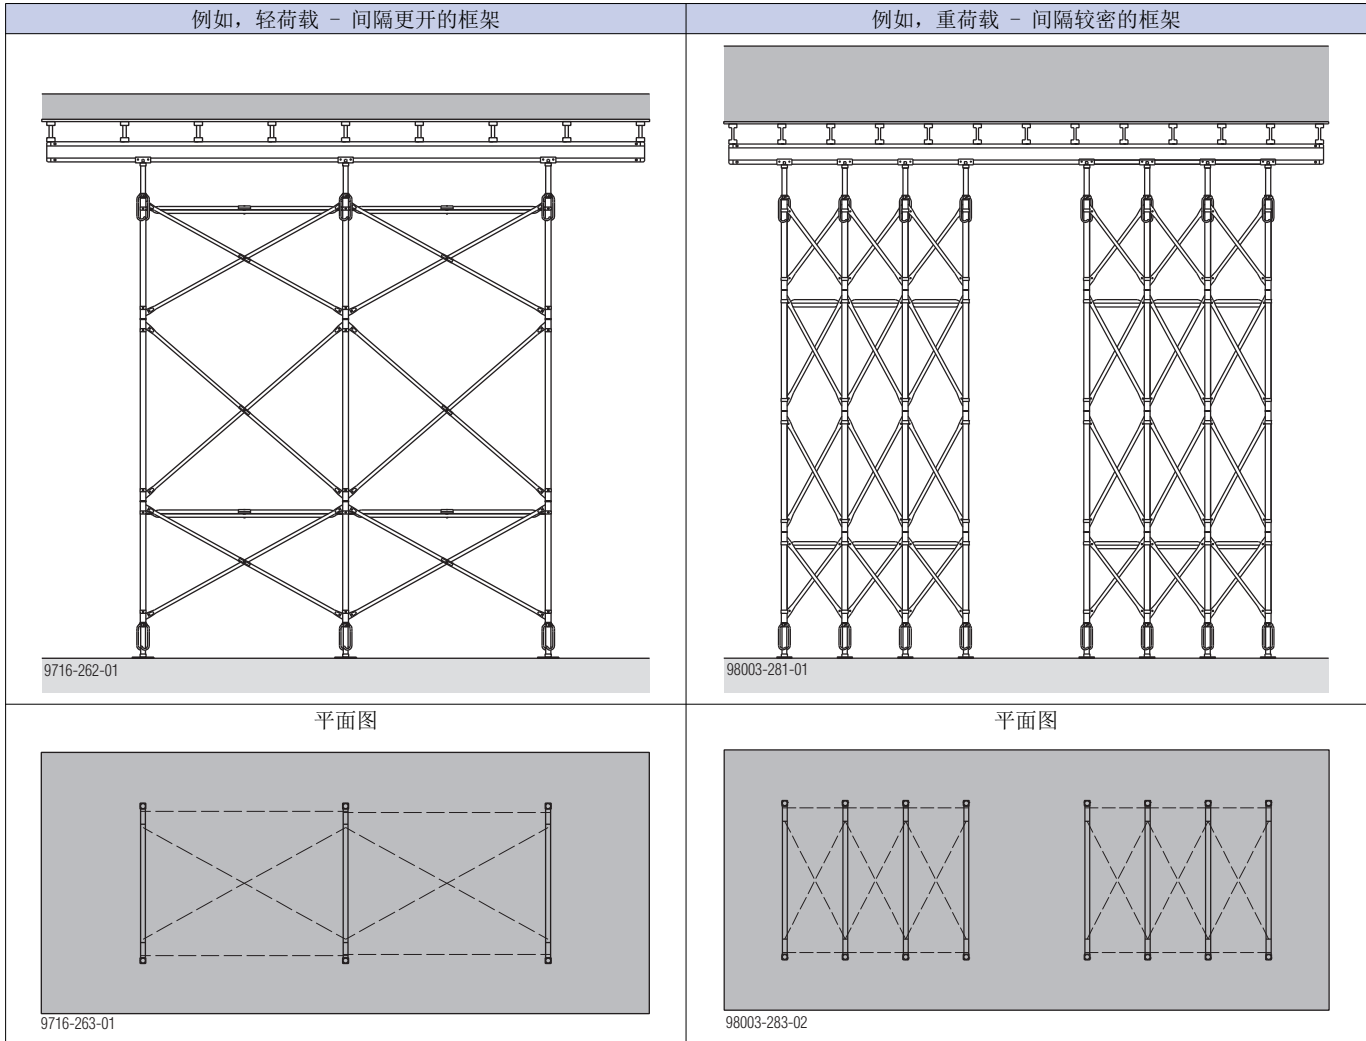 例如，轻荷载 - 间隔更开的框架
例如，重荷载 - 间隔较密的框架
9716-262-01
98003-281-01
平面图
平面图
9716-263-01
98003-283-02